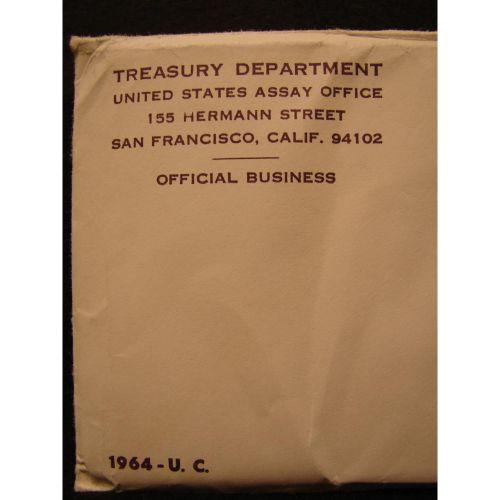 TREASURY DEPARTMENT
UNITED STATES ASSAY OFFICE
155 HERMANN STREET
SAN FRANCISCO, CALIF. 94102
OFFICIAL BUSINESS
1964-U. C.